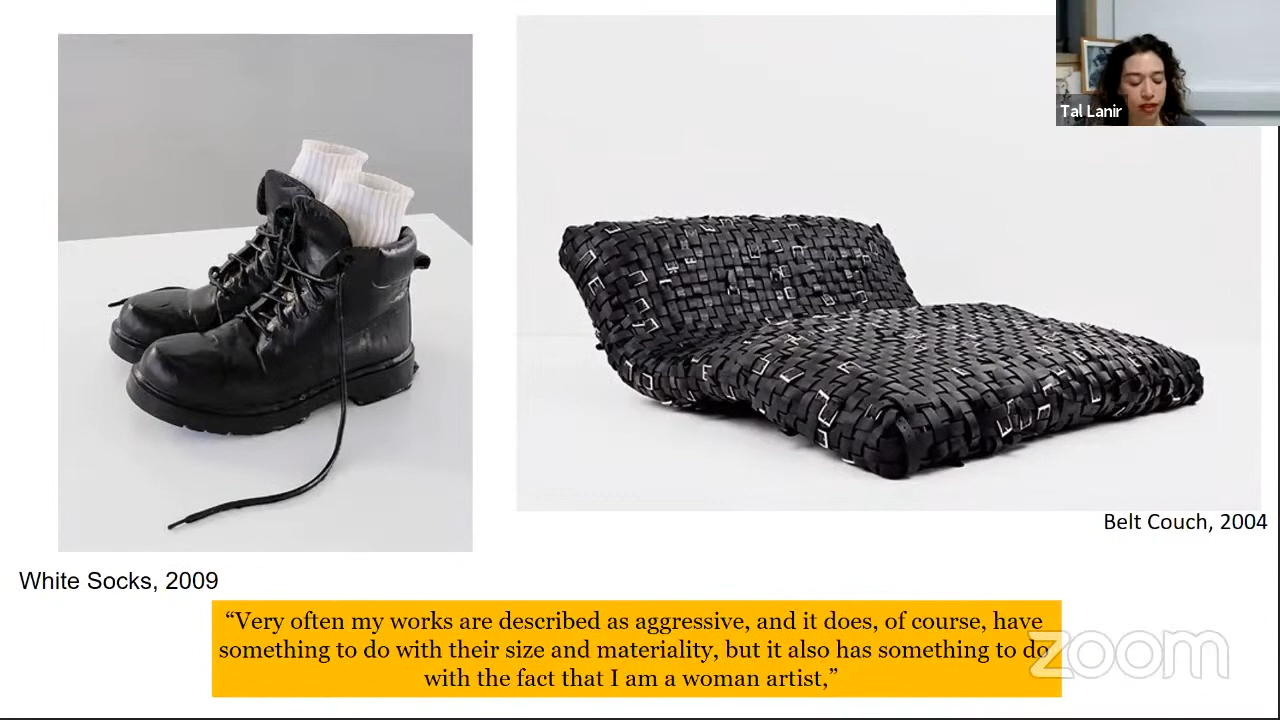 Tal Lanir
Belt Couch, 2004
White Socks, 2009
“Very often my works are described as aggressive, and it does, of course, have
something to do with their size and materiality, but it also has something to do
with the fact that I am a woman artist,”
zoom